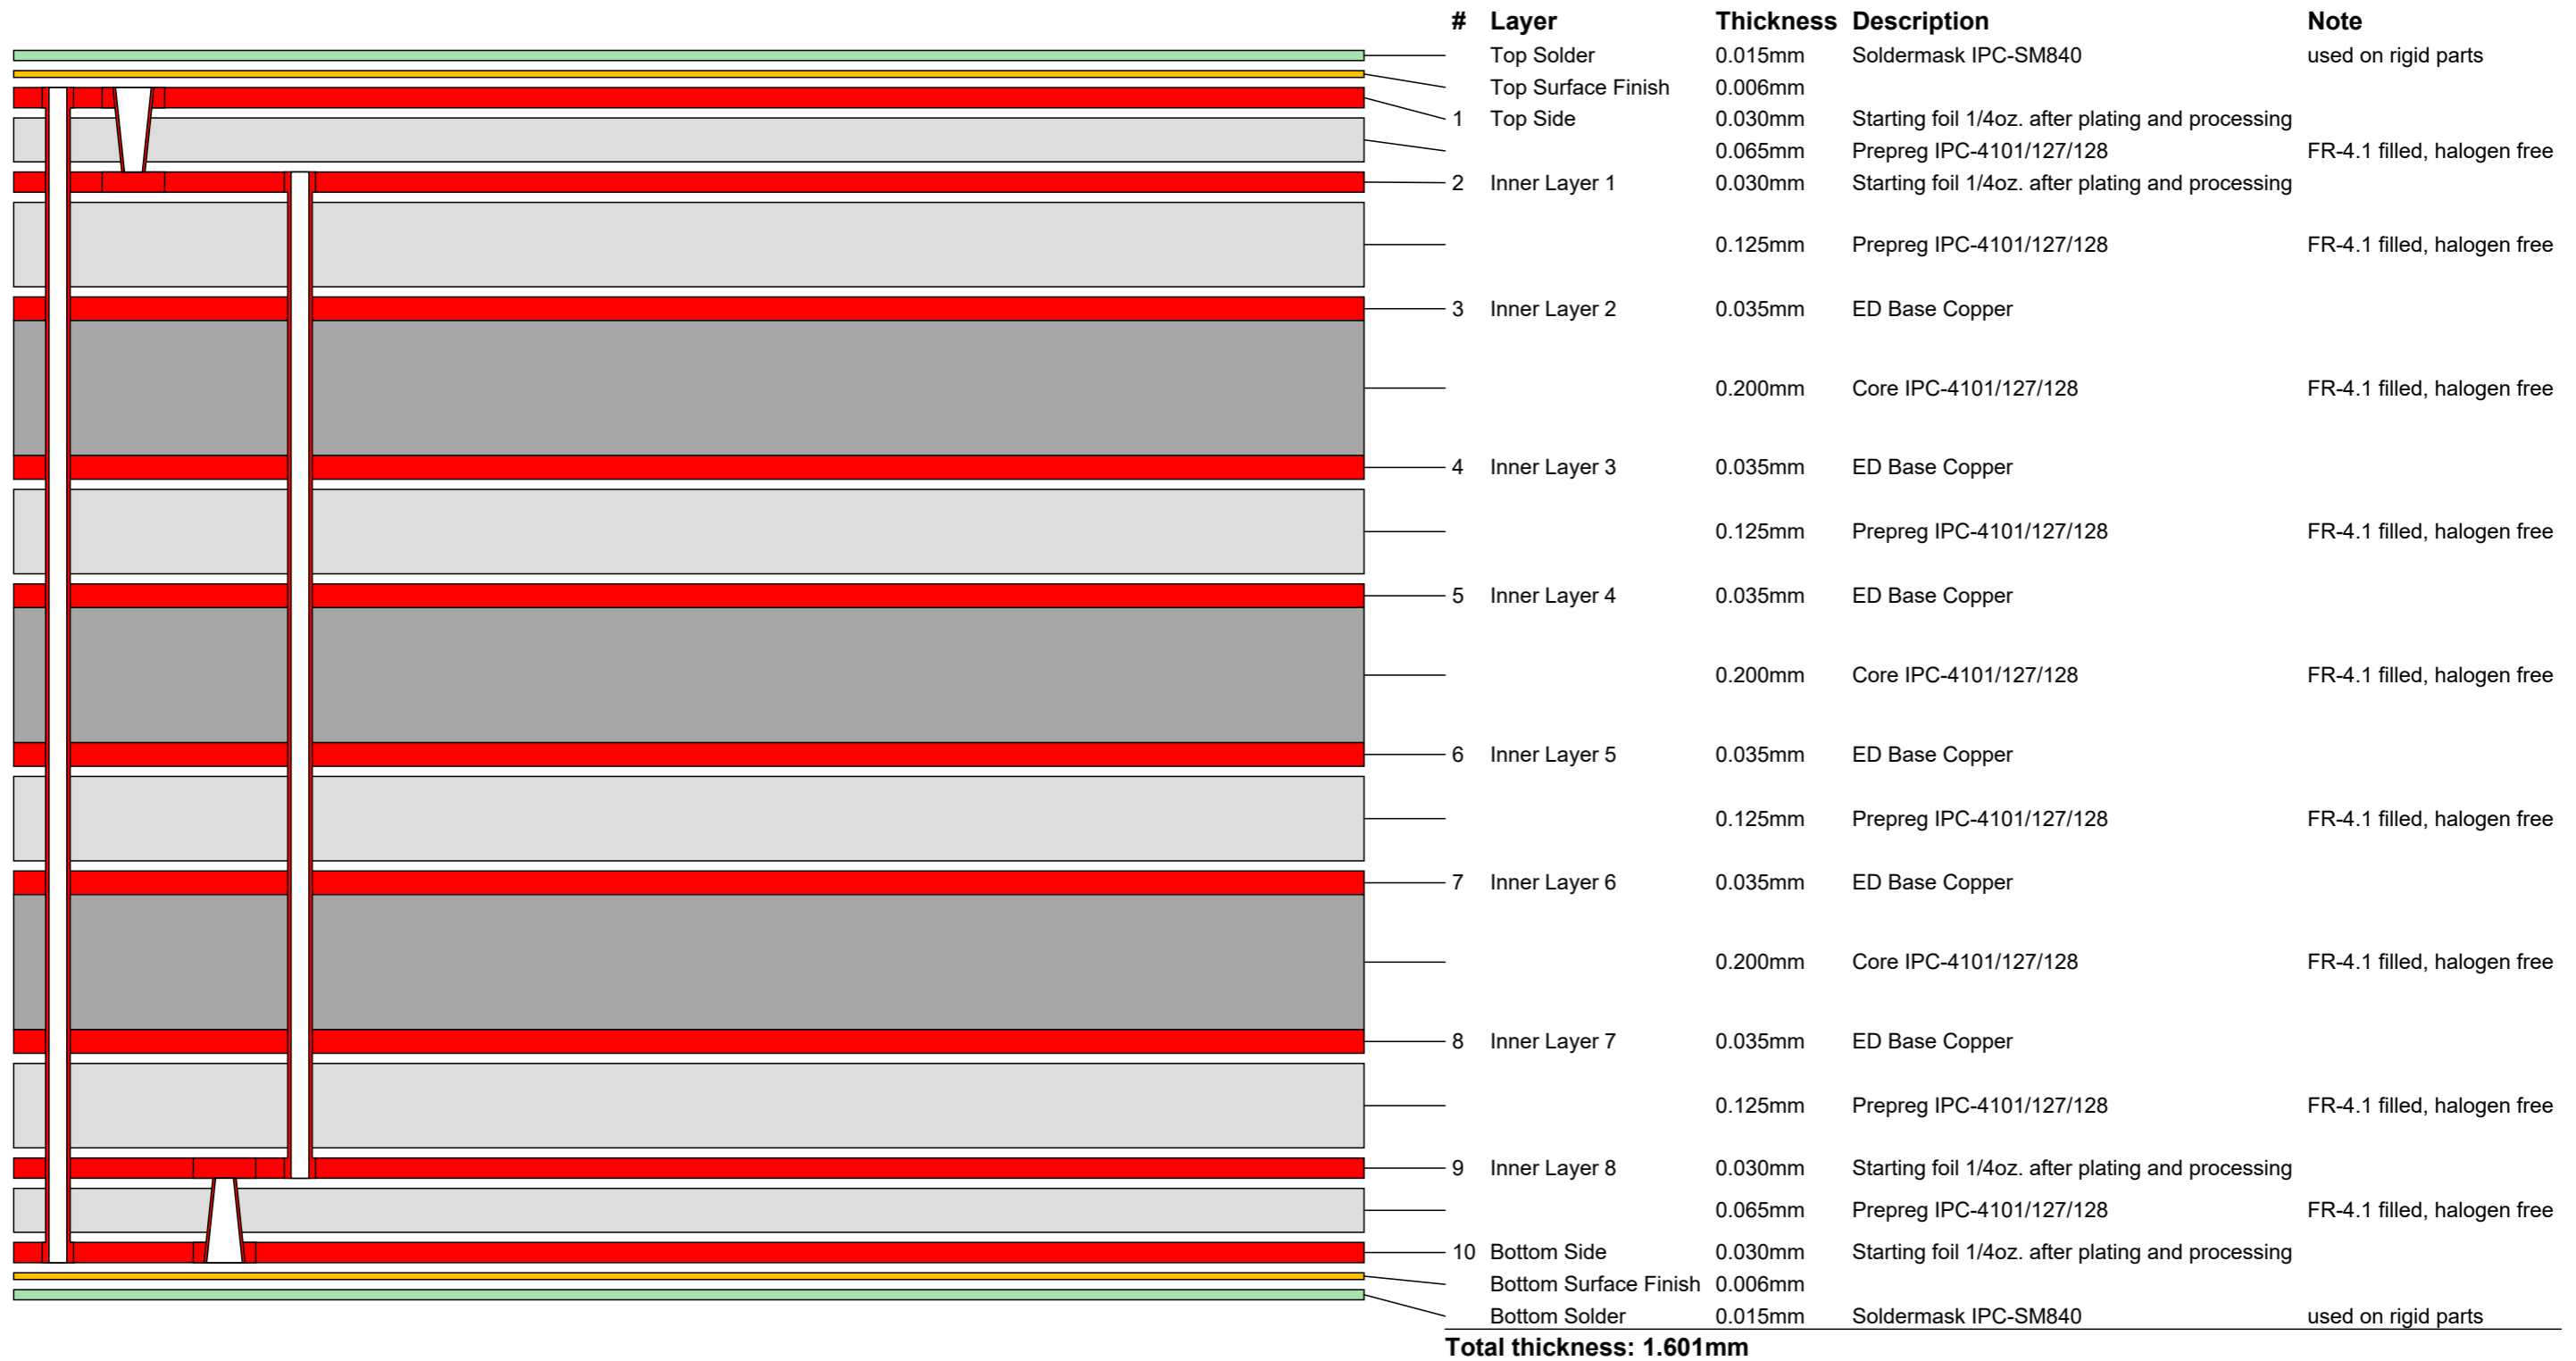 # Layer Thickness Description Note
Top Solder 0.015mm Soldermask IPC-SM840 used on rigid parts
Top Surface Finish 0.006mm
1 Top Side 0.030mm Starting foil 1/4oz. after plating and processing
0.065mm Prepreg IPC-4101/127/128 FR-4.1 filled, halogen free
2 Inner Layer 1 0.030mm Starting foil 1/4oz. after plating and processing
0.125mm Prepreg IPC-4101/127/128 FR-4.1 filled, halogen free
3 Inner Layer 2 0.035mm ED Base Copper
0.200mm Core IPC-4101/127/128 FR-4.1 filled, halogen free
4 Inner Layer 3 0.035mm ED Base Copper
0.125mm Prepreg IPC-4101/127/128 FR-4.1 filled, halogen free
5 Inner Layer 4 0.035mm ED Base Copper
0.200mm Core IPC-4101/127/128 FR-4.1 filled, halogen free
6 Inner Layer 5 0.035mm ED Base Copper
0.125mm Prepreg IPC-4101/127/128 FR-4.1 filled, halogen free
7 Inner Layer 6 0.035mm ED Base Copper
0.200mm Core IPC-4101/127/128 FR-4.1 filled, halogen free
8 Inner Layer 7 0.035mm ED Base Copper
0.125mm Prepreg IPC-4101/127/128 FR-4.1 filled, halogen free
9 Inner Layer 8 0.030mm Starting foil 1/4oz. after plating and processing
0.065mm Prepreg IPC-4101/127/128 FR-4.1 filled, halogen free
10 Bottom Side 0.030mm Starting foil 1/4oz. after plating and processing
Bottom Surface Finish 0.006mm
Bottom Solder 0.015mm Soldermask IPC-SM840 used on rigid parts
Total thickness: 1.601mm